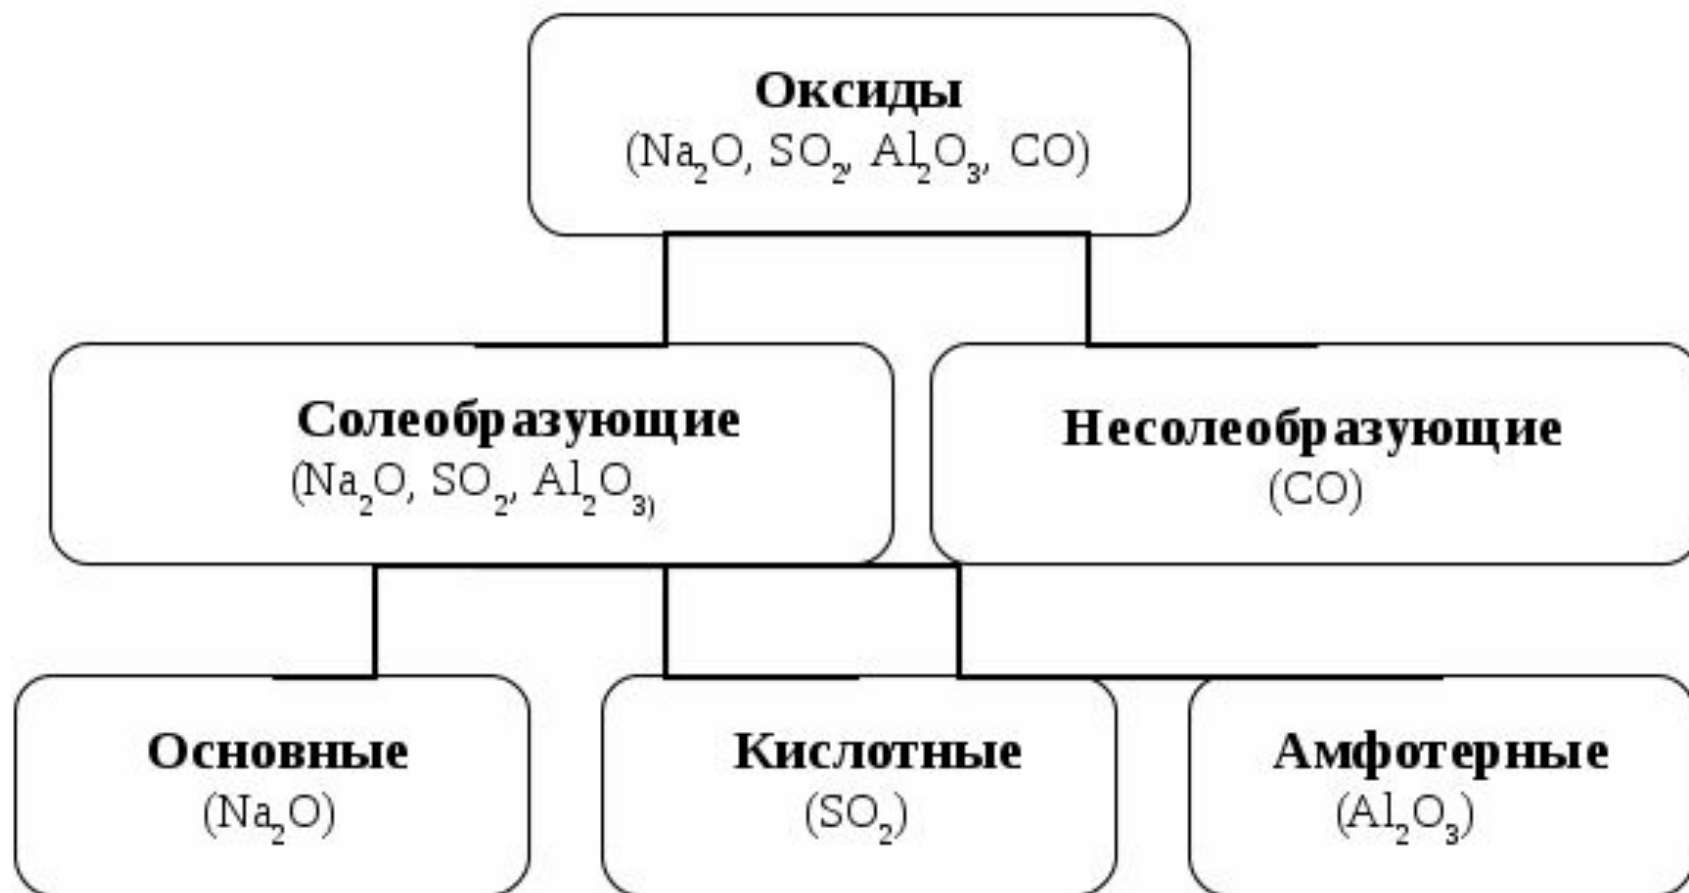 Оксиды
(Na₂O, SO₂, Al₂O₃, CO)
Солеобразующие
(Na₂O, SO₂, Al₂O₃)
Несолеобразующие
(CO)
Основные
(Na₂O)
Кислотные
(SO₂)
Амфотерные
(Al₂O₃)